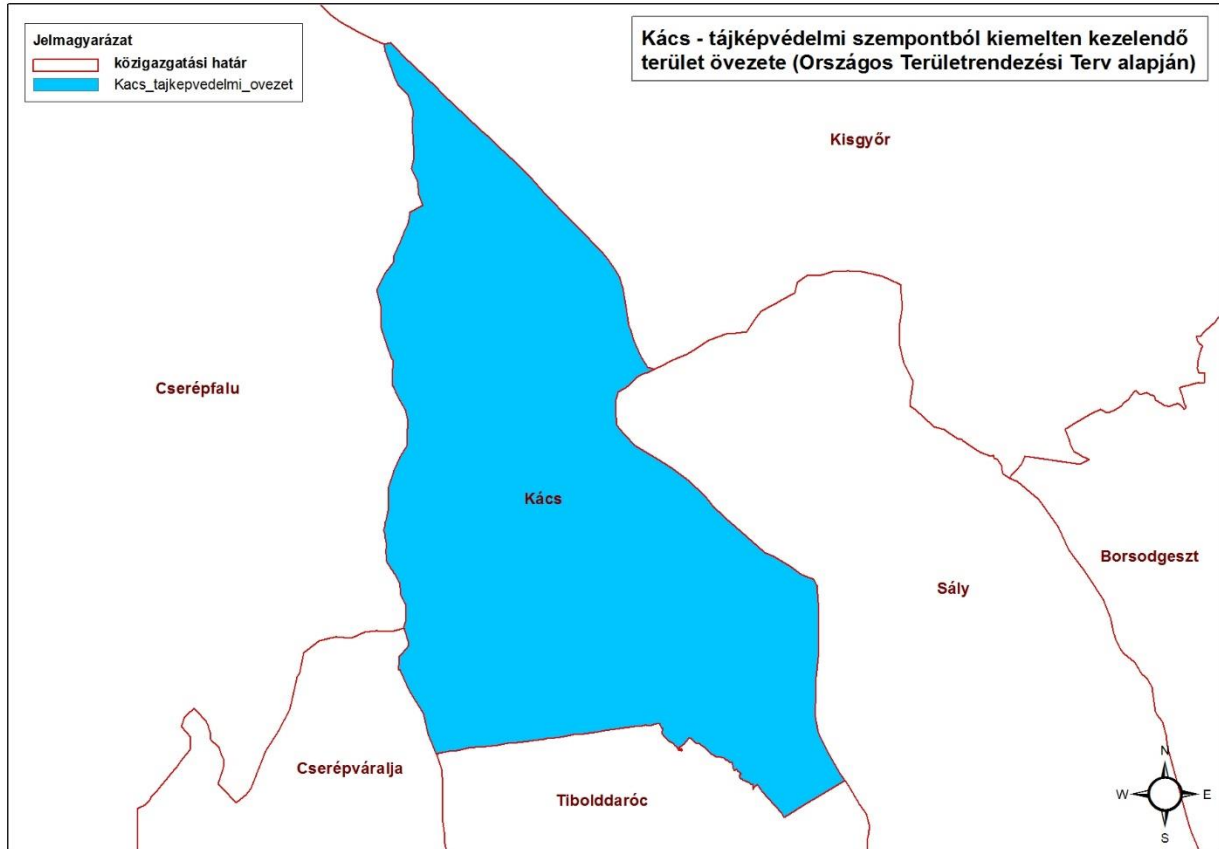 Jelmagyarázat
közigazgatási határ
Kacs_tajkepvedelmi_ovezet
Kács - tájképvédelmi szempontból kiemelten kezelendő
terület övezete (Országos Területrendezési Terv alapján)
Kisgyőr
Cserépfalu
Kács
Borsodgeszt
Sály
Cserépváralja
Tibolddaróc
N
W
E
S